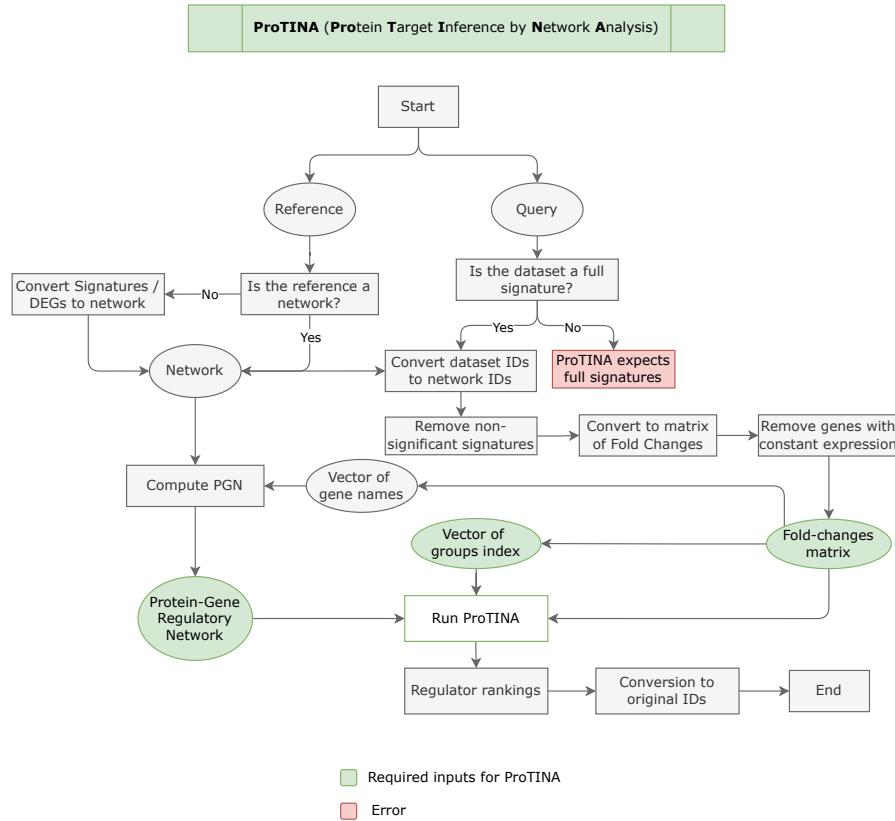 ProTINA (Protein Target Inference by Network Analysis)
Start
Reference
Query
Is the reference a
network?
Is the dataset a full
signature?
Convert Signatures /
DEGs to network
No
Yes
Yes
No
Network
Convert dataset IDs
to network IDs
ProTINA expects
full signatures
Remove non-
significant signatures
Convert to matrix
of Fold Changes
Remove genes with
constant expression
Compute PGN
Vector of
gene names
Vector of
groups index
Fold-changes
matrix
Protein-Gene
Regulatory
Network
Run ProTINA
Regulator rankings
Conversion to
original IDs
End
Required inputs for ProTINA
Error